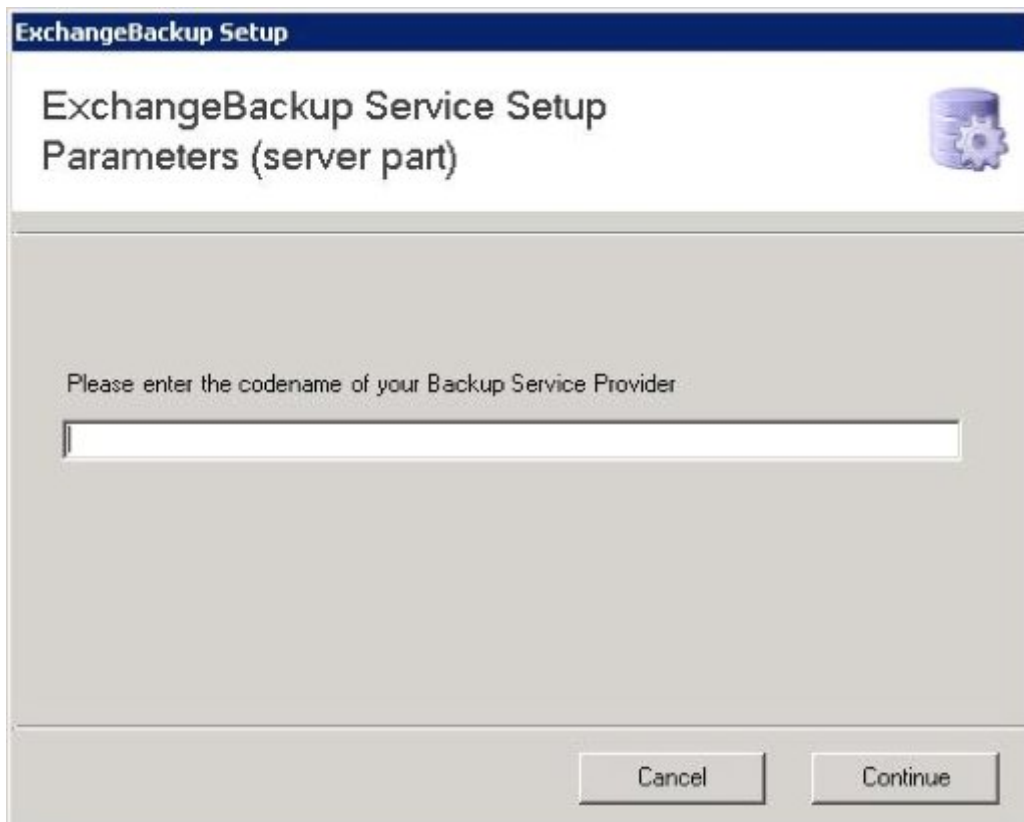 ExchangeBackup Setup
ExchangeBackup Service Setup
Parameters (server part)
Please enter the codename of your Backup Service Provider
Cancel
Continue